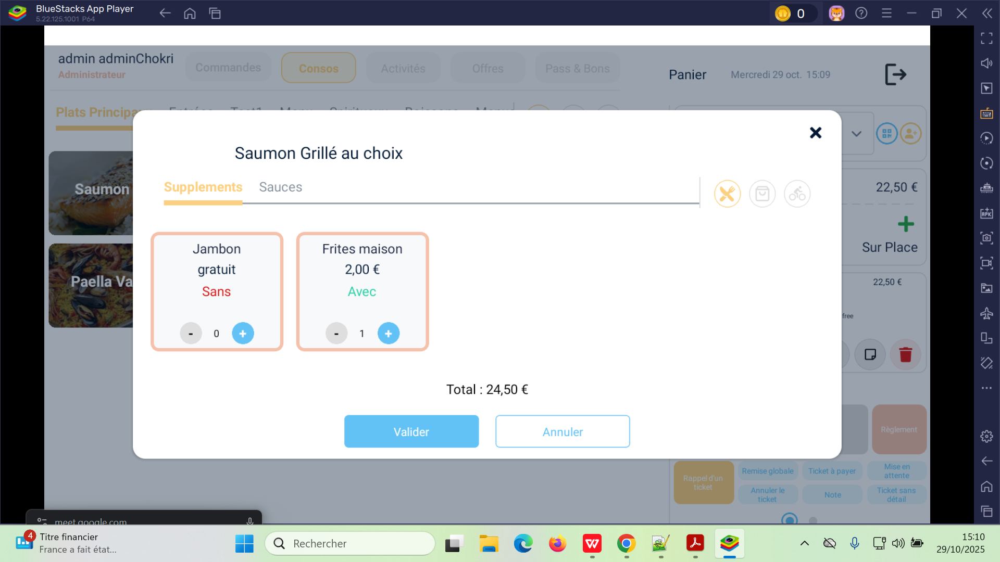 BlueStacks App Player
5.22.125.1001 P64
0
admin adminChokri
Administrateur
Commandes
Consos
Activités
Offres
Pass & Bons
Panier
Mercredi 29 oct. 15:09
Plats Principa
Saumon
Paella Va
Saumon Grillé au choix
Supplements
Sauces
Jambon
gratuit
Sans
- 0 +
Frites maison
2,00 €
Avec
- 1 +
Total : 24,50 €
Valider
Annuler
22,50 €
Sur Place
22,50 €
free
Règlement
Rappel d'un
ticket
Remise globale
Ticket à payer
Mise en
attente
Annuler le
ticket
Note
Ticket sans
détail
meet.google.com
4
Titre financier
France a fait état...
Rechercher
15:10
29/10/2025